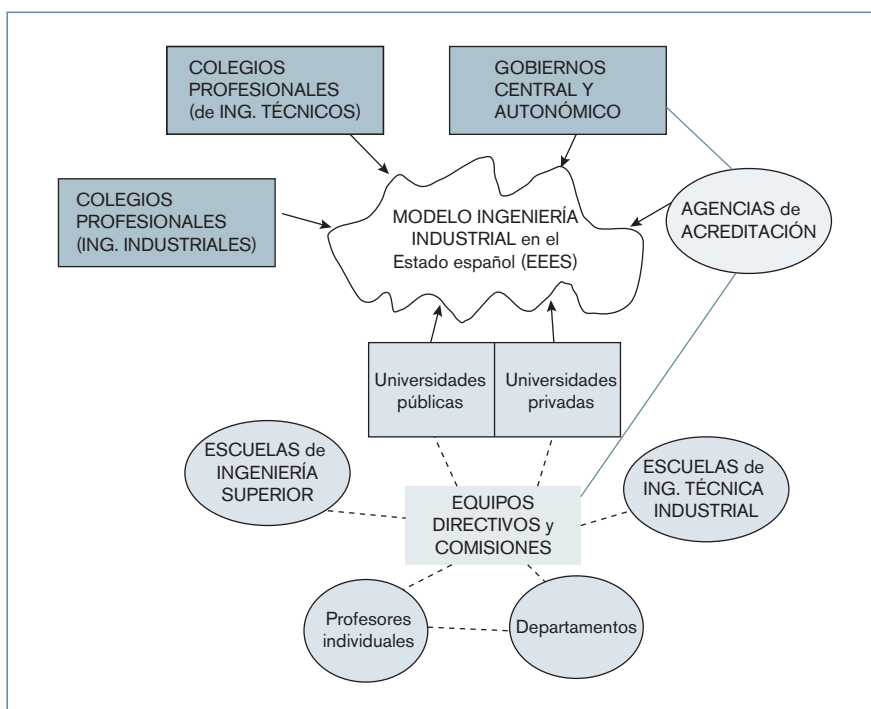 COLEGIOS
PROFESIONALES
(de ING. TÉCNICOS)
GOBIERNOS
CENTRAL Y
AUTONÓMICO
COLEGIOS
PROFESIONALES
(ING. INDUSTRIALES)
MODELO INGENIERÍA
INDUSTRIAL en el
Estado español (EEES)
AGENCIAS de
ACREDITACIÓN
Universidades
públicas
Universidades
privadas
ESCUELAS de
INGENIERÍA
SUPERIOR
EQUIPOS
DIRECTIVOS y
COMISIONES
ESCUELAS de
ING. TÉCNICA
INDUSTRIAL
Profesores
individuales
Departamentos